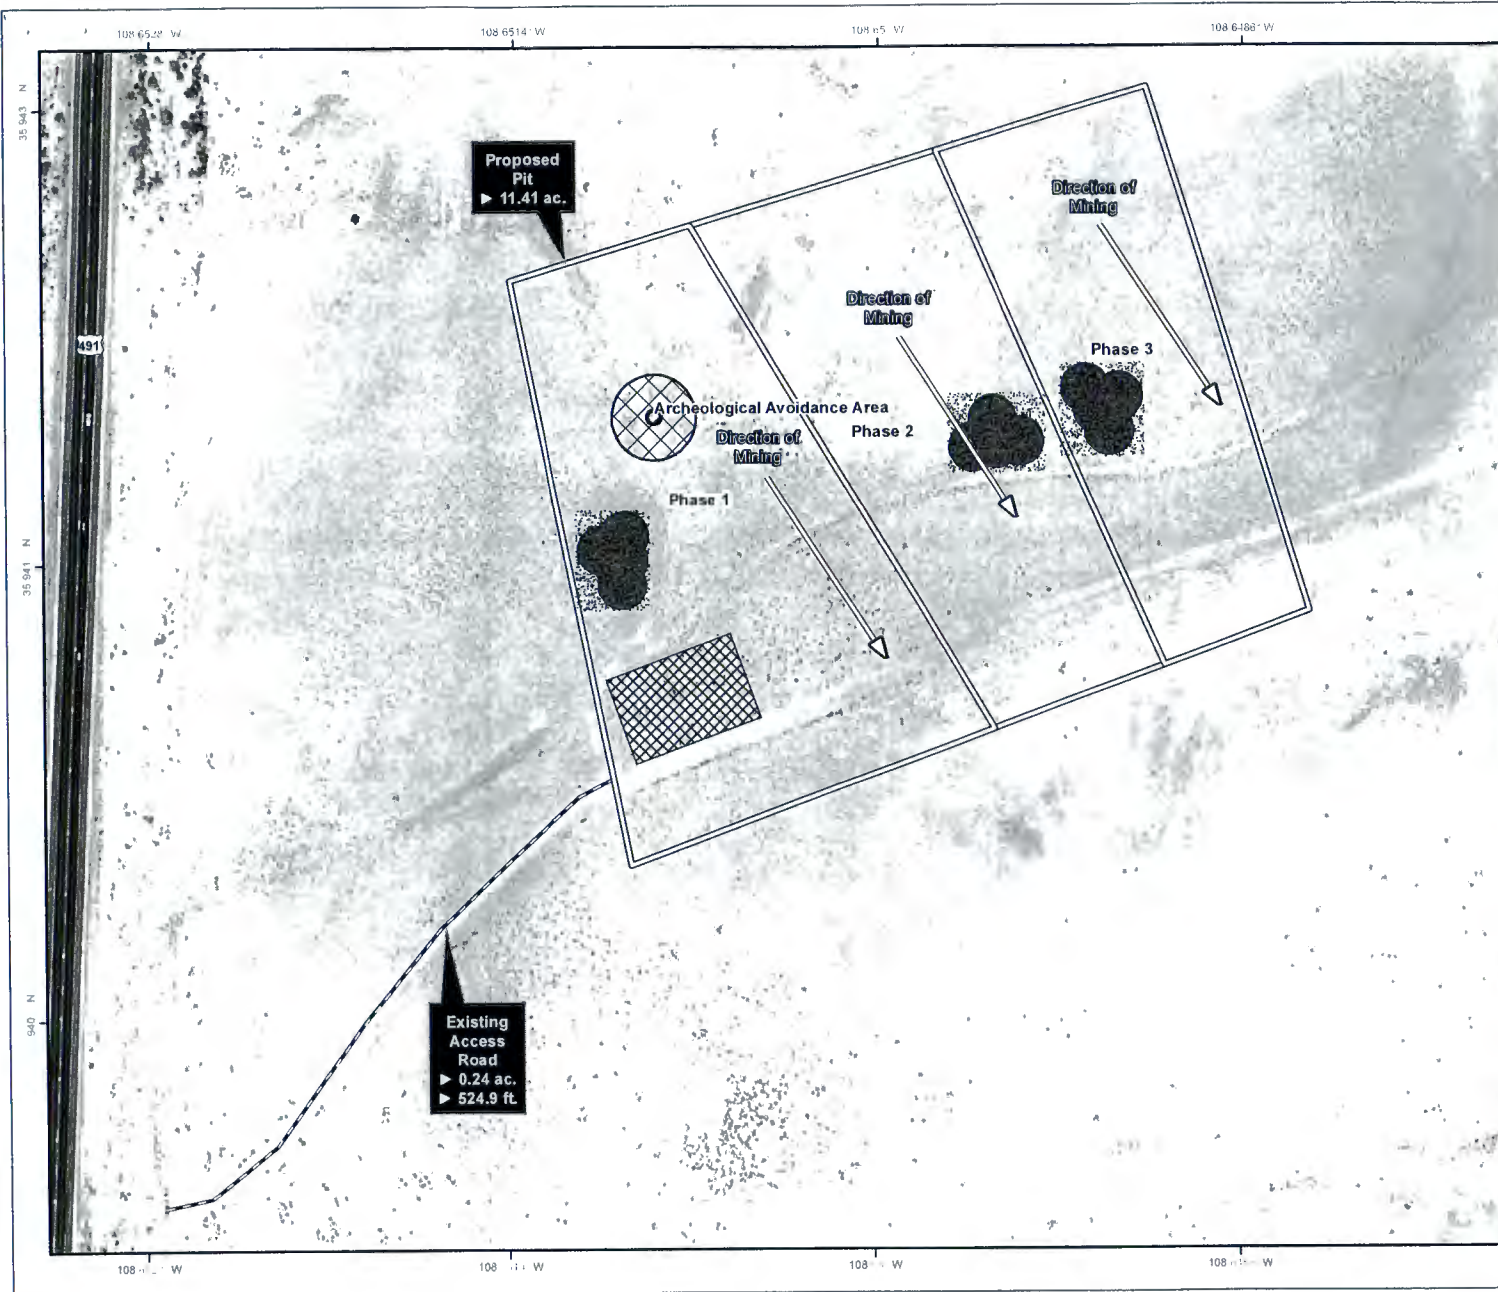 108.6514° W
108.65 W
108.6486° W
35 943 N
Proposed
Pit
► 11.41 ac.
Direction of
Mining
Direction of
Mining
491
Phase 3
Archeological Avoidance Area
Phase 2
Direction of
Mining
Phase 1
35 941 N
940 N
Existing
Access
Road
► 0.24 ac.
► 524.9 ft.